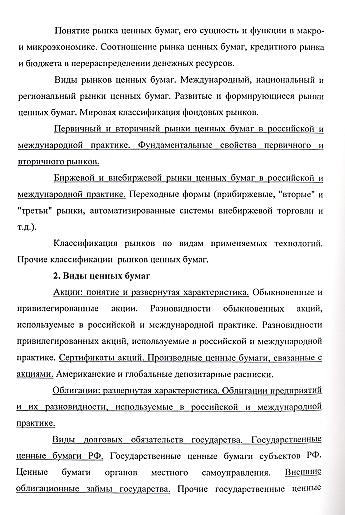 Понятие рынка ценных бумаг, его сущность и функции в макро-
и микроэкономике. Соотношение рынка ценных бумаг, кредитного рынка
и бюджета в перераспределении денежных ресурсов.
Виды рынков ценных бумаг. Международный, национальный и
региональный рынки ценных бумаг. Развитые и формирующиеся рынки
ценных бумаг. Мировая классификация фондовых рынков.
Первичный и вторичный рынки ценных бумаг в российской и
международной практике. Фундаментальные свойства первичного и
вторичного рынков.
Биржевой и внебиржевой рынки ценных бумаг в российской и
международной практике. Переходные формы (прибиржевые, "вторые" и
"третьи" рынки, автоматизированные системы внебиржевой торговли и
т.д.).
Классификация рынков по видам применяемых технологий.
Прочие классификации рынков ценных бумаг.
2. Виды ценных бумаг
Акции: понятие и развернутая характеристика. Обыкновенные и
привилегированные акции. Разновидности обыкновенных акций,
используемые в российской и международной практике. Разновидности
привилегированных акций, используемые в российской и международной
практике. Сертификаты акций. Производные ценные бумаги, связанные с
акциями. Американские и глобальные депозитарные расписки.
Облигации: развернутая характеристика. Облигации предприятий
и их разновидности, используемые в российской и международной
практике.
Виды долговых обязательств государства. Государственные
ценные бумаги РФ. Государственные ценные бумаги субъектов РФ.
Ценные бумаги органов местного самоуправления. Внешние
облигационные займы государства. Прочие государственные ценные